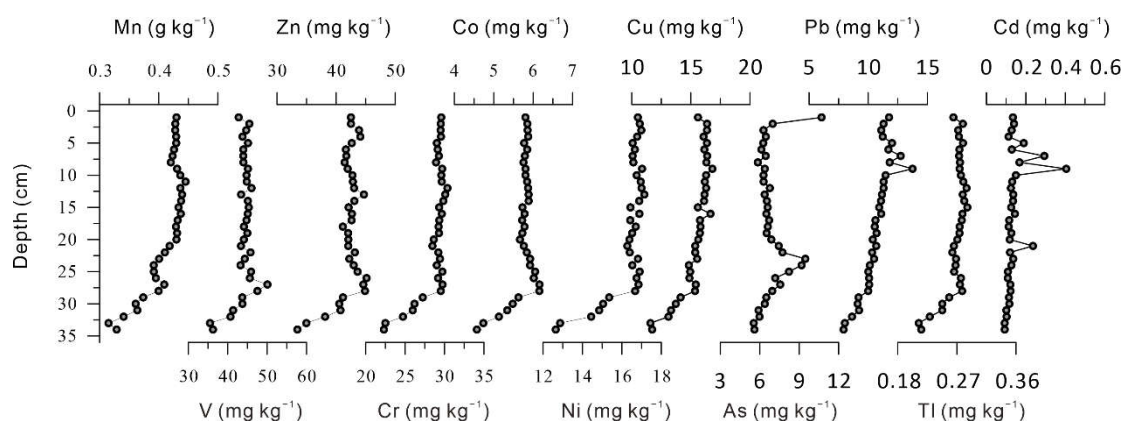 Mn (g kg⁻¹) Zn (mg kg⁻¹) Co (mg kg⁻¹) Cu (mg kg⁻¹) Pb (mg kg⁻¹) Cd (mg kg⁻¹)
0.3 0.4 0.5 30 40 50 4 5 6 7 10 15 20 5 10 15 0 0.2 0.4 0.6
0
5
10
15
20
25
30
35
Depth (cm)
30 40 50 60 20 25 30 35 12 14 16 18 3 6 9 12 0.18 0.27 0.36
V (mg kg⁻¹) Cr (mg kg⁻¹) Ni (mg kg⁻¹) As (mg kg⁻¹) Tl (mg kg⁻¹)